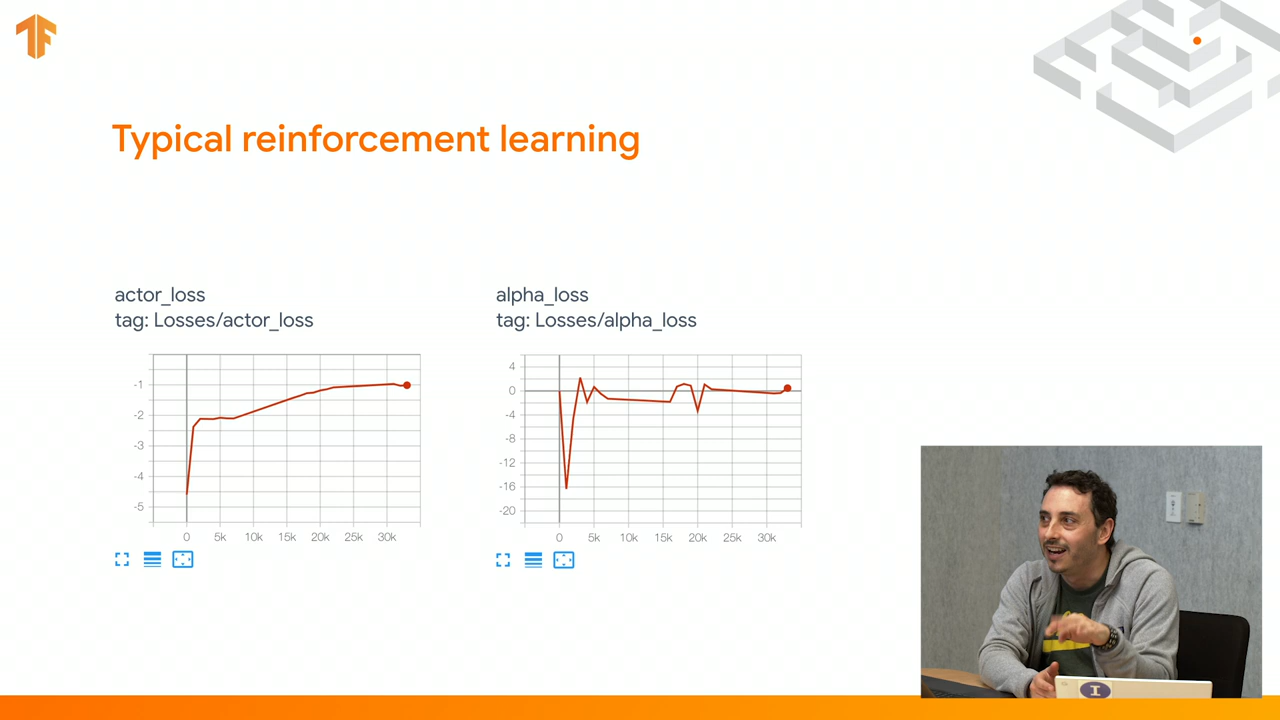 Typical reinforcement learning
actor_loss
tag: Losses/actor_loss
-1
-2
-3
-4
-5
0 5k 10k 15k 20k 25k 30k
alpha_loss
tag: Losses/alpha_loss
4
0
-4
-8
-12
-16
-20
0 5k 10k 15k 20k 25k 30k
I